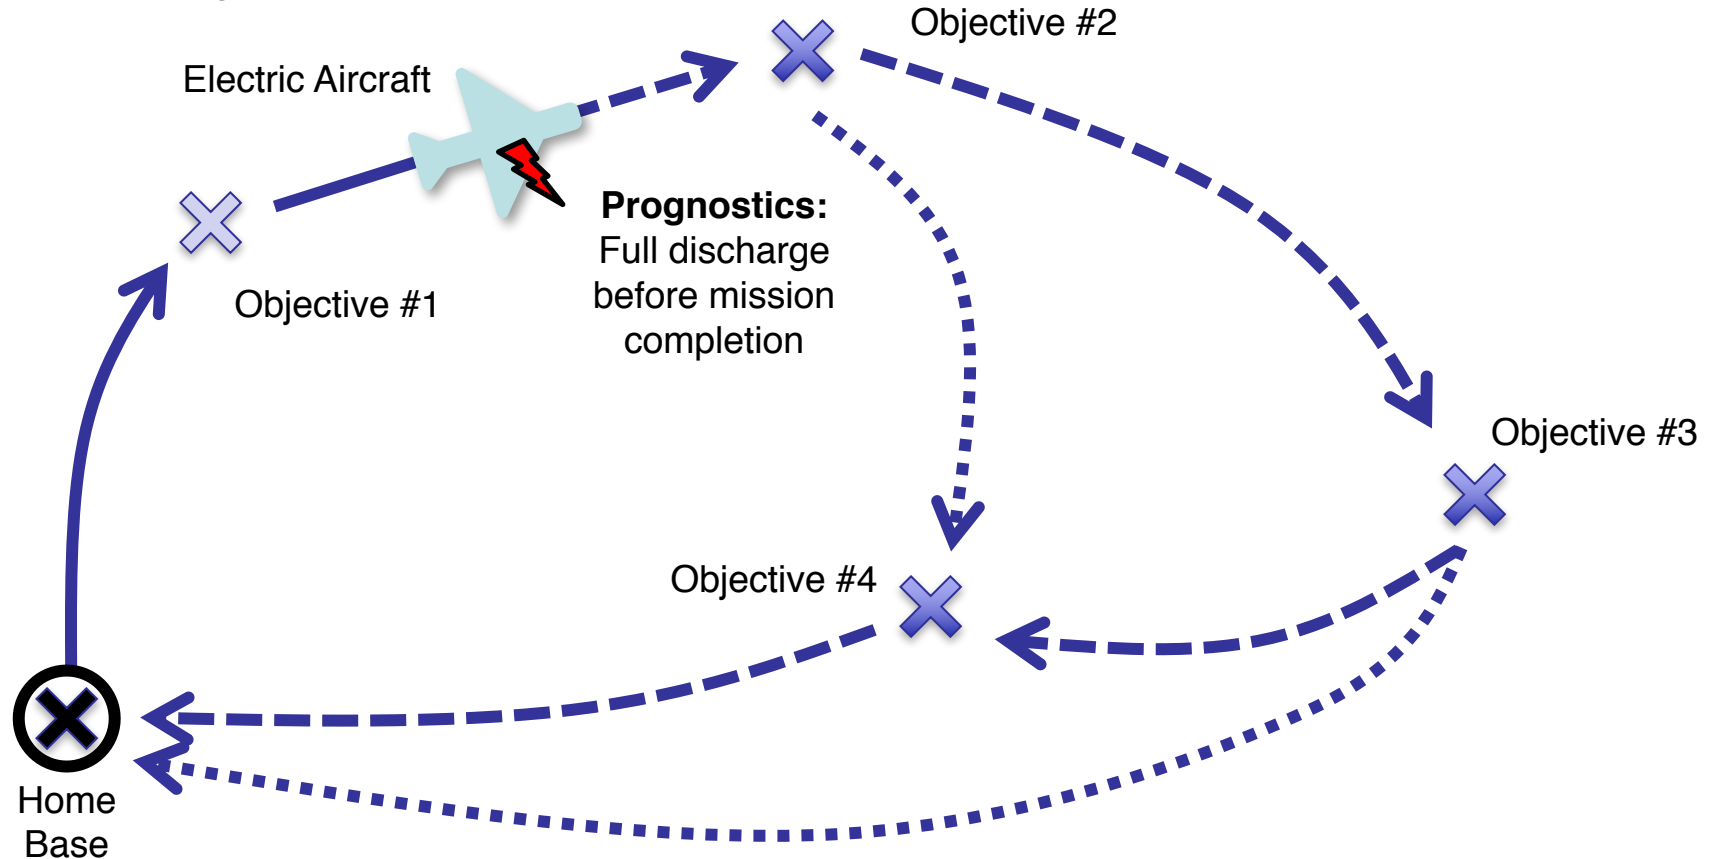 Objective #2
Electric Aircraft
Prognostics:
Full discharge
before mission
completion
Objective #1
Objective #3
Objective #4
Home
Base